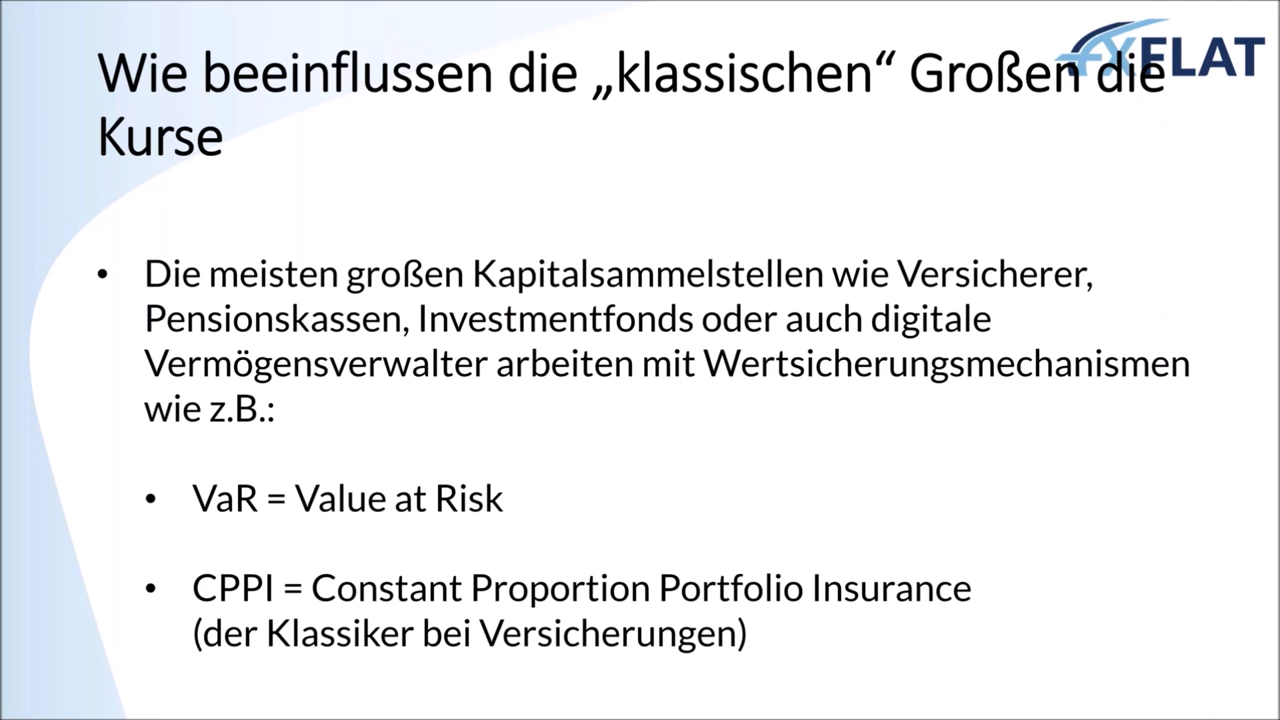 Wie beeinflussen die „klassischen“ Großen die
Kurse
FXFLAT
• Die meisten großen Kapitalsammelstellen wie Versicherer,
Pensionskassen, Investmentfonds oder auch digitale
Vermögensverwalter arbeiten mit Wertsicherungsmechanismen
wie z.B.:
• VaR = Value at Risk
• CPPI = Constant Proportion Portfolio Insurance
(der Klassiker bei Versicherungen)